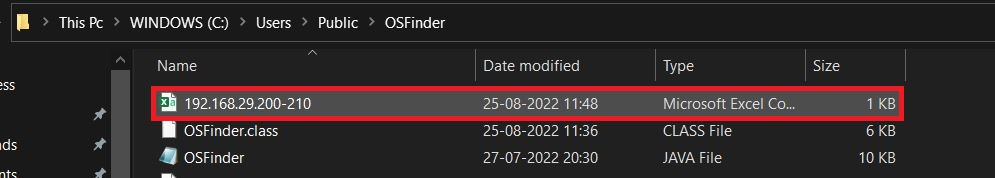 This Pc > WINDOWS (C:) > Users > Public > OSFinder
Name Date modified Type Size
ess
192.168.29.200-210 25-08-2022 11:48 Microsoft Excel Co... 1 KB
OSFinder.class 25-08-2022 11:36 CLASS File 6 KB
nds
OSFinder 27-07-2022 20:30 JAVA File 10 KB
ents